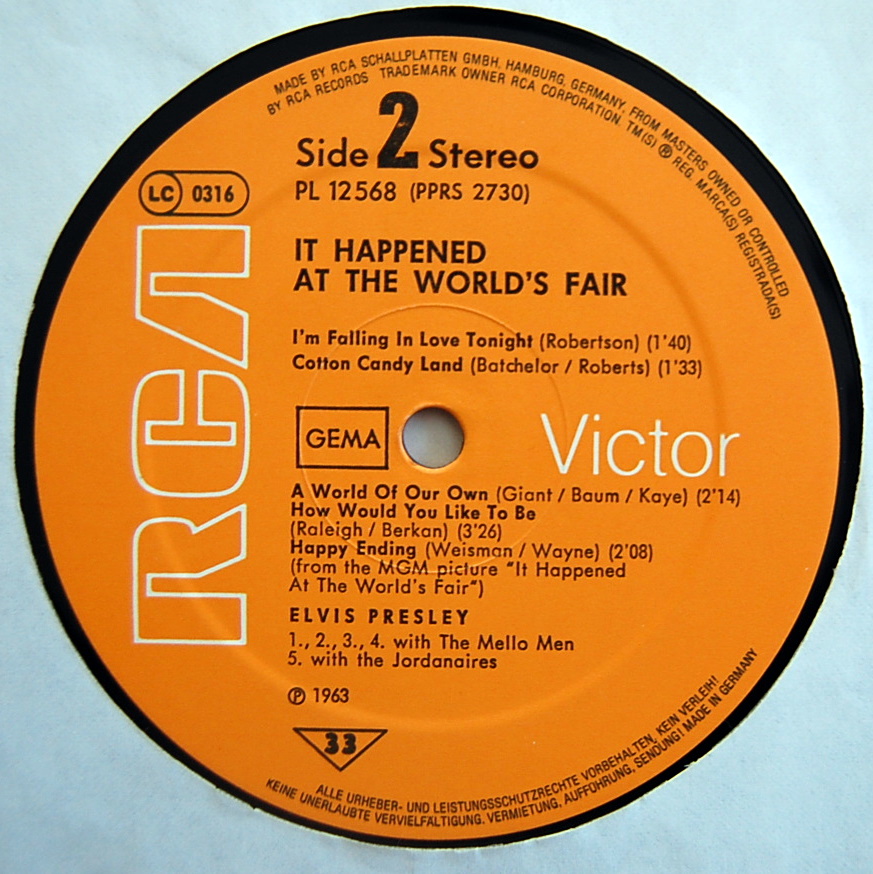 MADE BY RCA SCHALLPLATTEN GMBH, HAMBURG, GERMANY, FROM MASTERS OWNED OR CONTROLLED
BY RCA RECORDS TRADEMARK OWNER RCA CORPORATION. TM(S) ® REG. MARCA(S) REGISTRADA(S)
Side 2 Stereo
PL 12568 (PPRS 2730)
LC 0316
RCA
IT HAPPENED
AT THE WORLD'S FAIR
I'm Falling In Love Tonight (Robertson) (1'40)
Cotton Candy Land (Batchelor / Roberts) (1'33)
GEMA
Victor
A World Of Our Own (Giant / Baum / Kaye) (2'14)
How Would You Like To Be
(Raleigh / Berkan) (3'26)
Happy Ending (Weisman / Wayne) (2'08)
(from the MGM picture "It Happened
At The World's Fair")
ELVIS PRESLEY
1., 2., 3., 4. with The Mello Men
5. with the Jordanaires
℗ 1963
33
ALLE URHEBER- UND LEISTUNGSSCHUTZRECHTE VORBEHALTEN, KEIN VERLEIH!
KEINE UNERLAUBTE VERVIELFÄLTIGUNG. VERMIETUNG, AUFFÜHRUNG, SENDUNG! MADE IN GERMANY